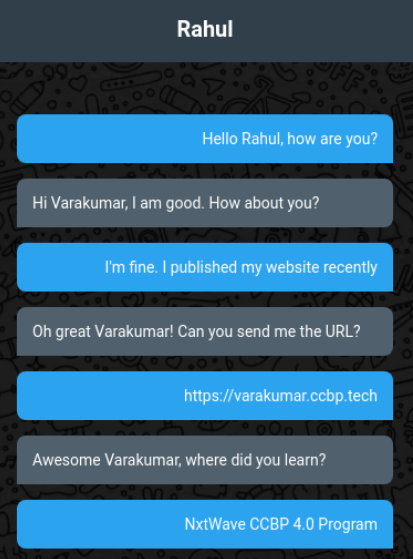 Rahul
Hello Rahul, how are you?
Hi Varakumar, I am good. How about you?
I'm fine. I published my website recently
Oh great Varakumar! Can you send me the URL?
https://varakumar.ccbp.tech
Awesome Varakumar, where did you learn?
NxtWave CCBP 4.0 Program